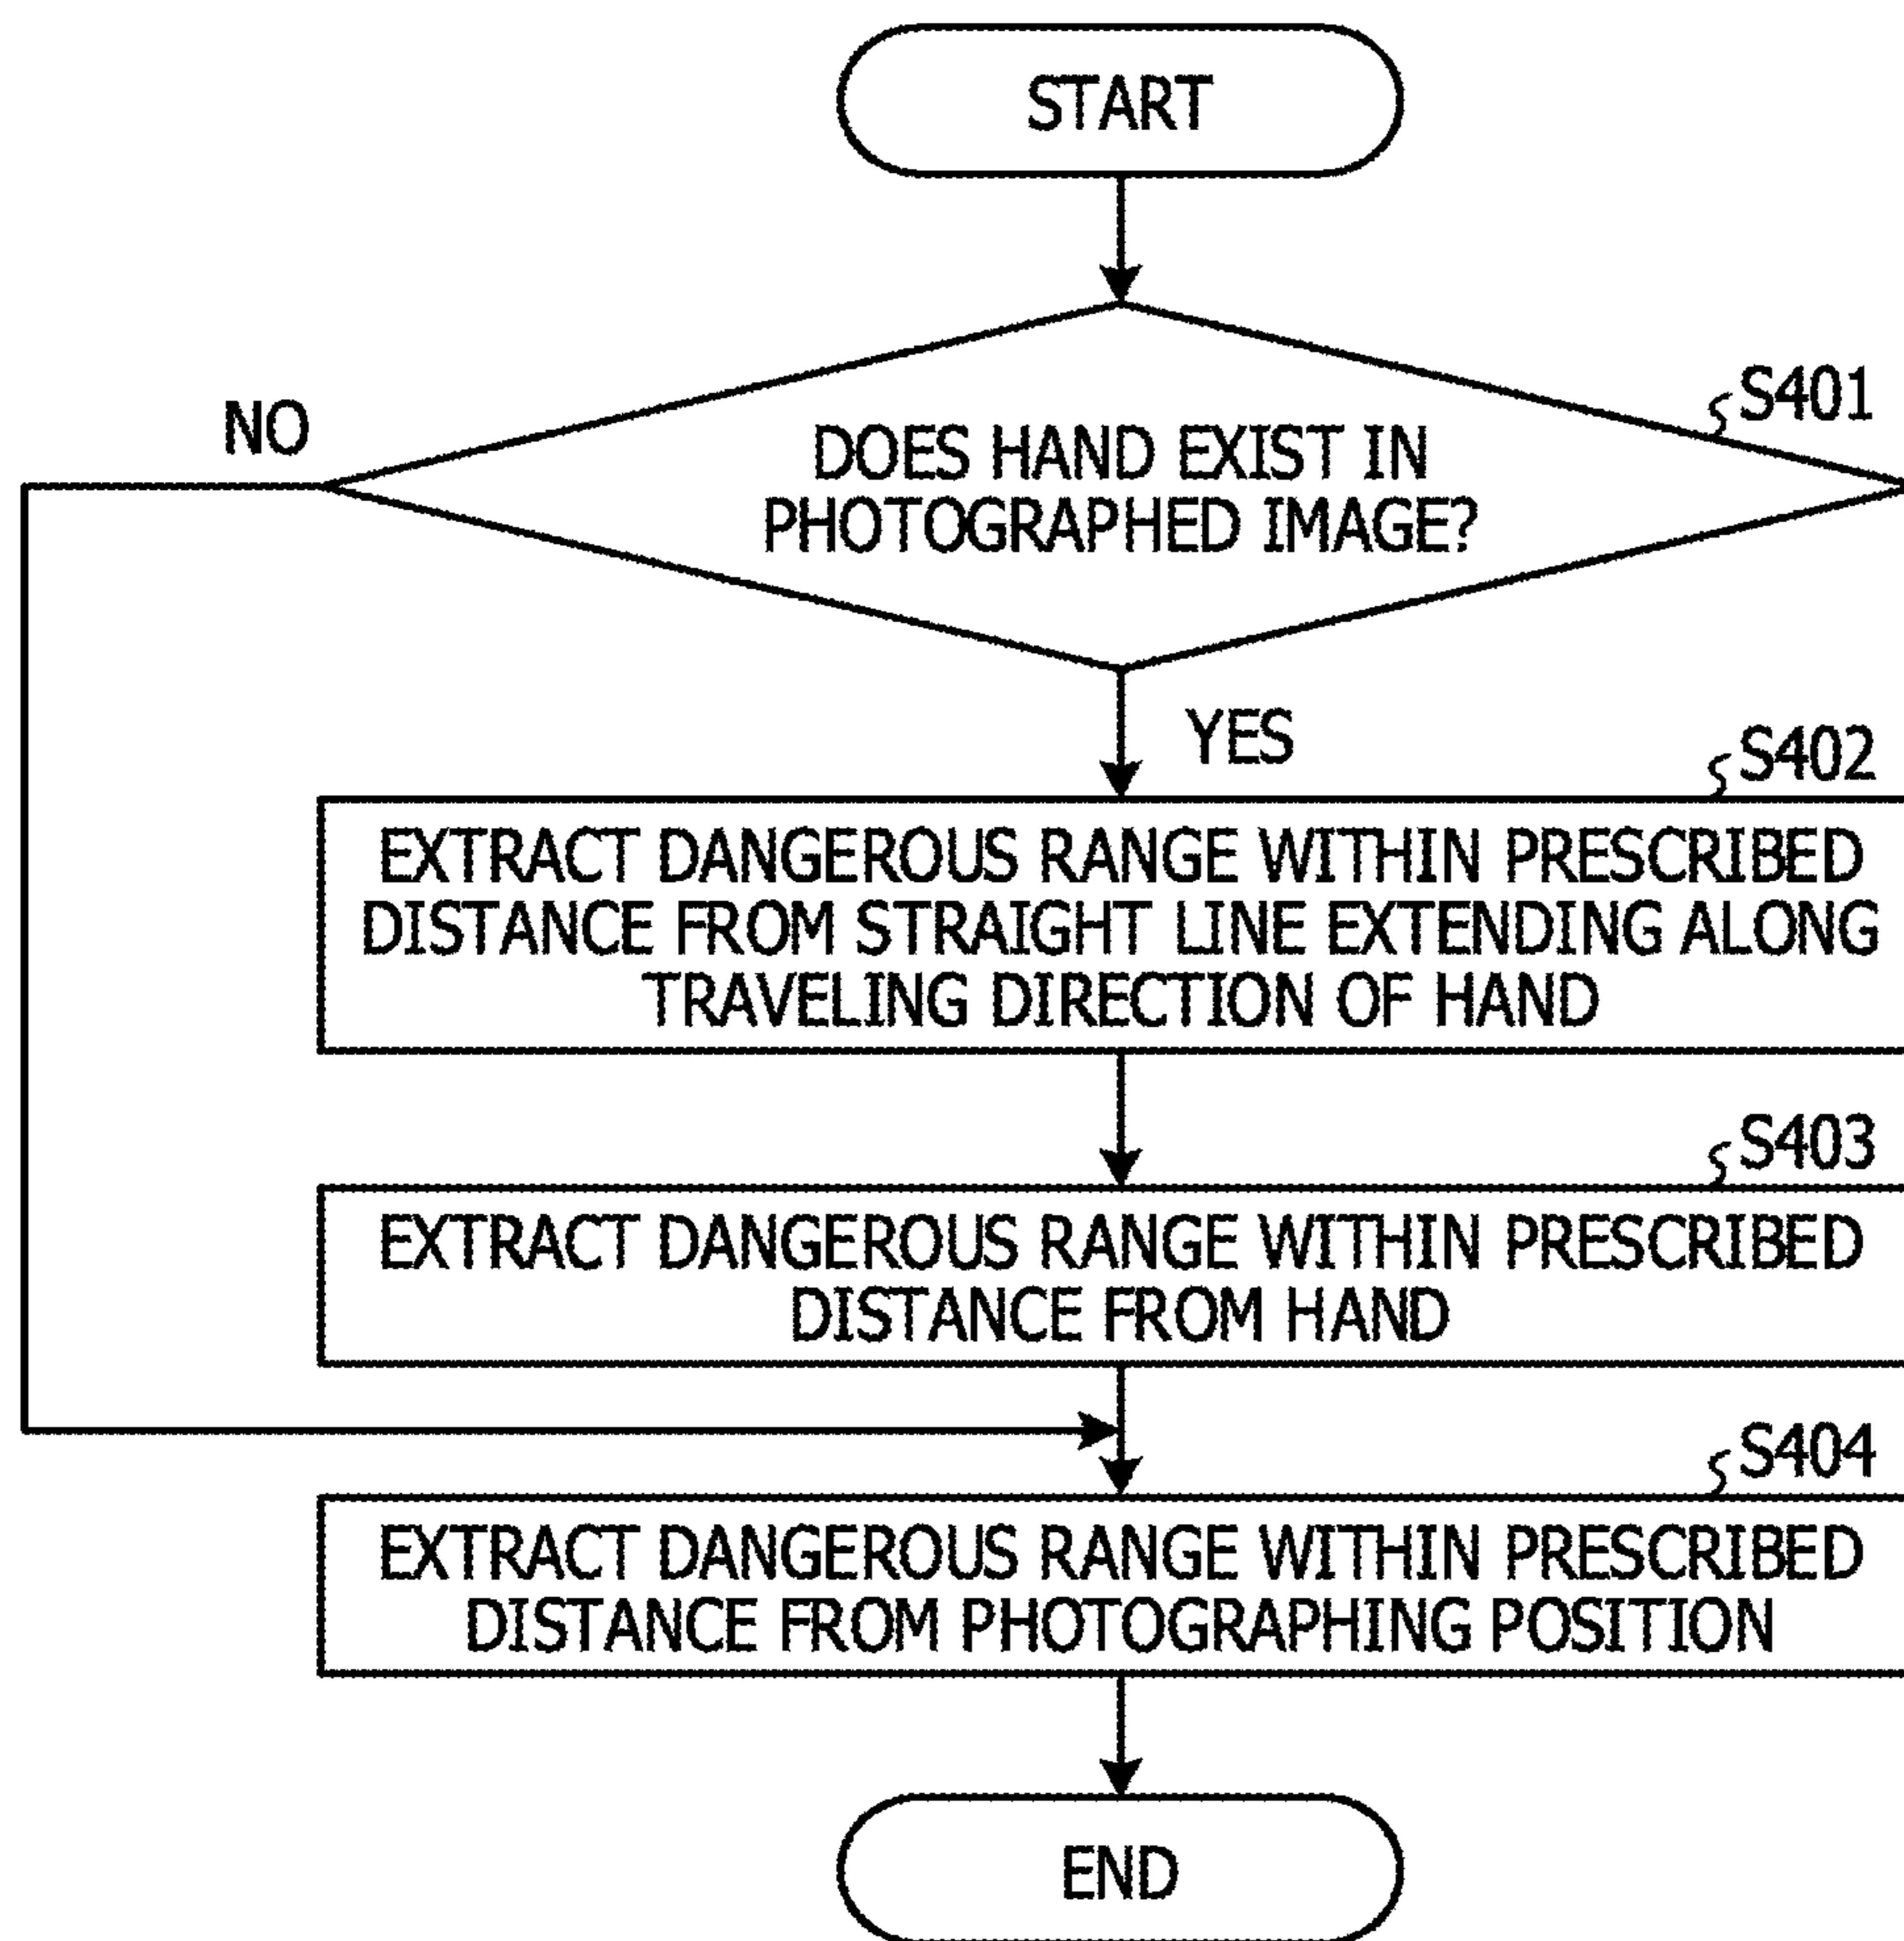 START
S401
NO
DOES HAND EXIST IN
PHOTOGRAPHED IMAGE?
YES
S402
EXTRACT DANGEROUS RANGE WITHIN PRESCRIBED
DISTANCE FROM STRAIGHT LINE EXTENDING ALONG
TRAVELING DIRECTION OF HAND
S403
EXTRACT DANGEROUS RANGE WITHIN PRESCRIBED
DISTANCE FROM HAND
S404
EXTRACT DANGEROUS RANGE WITHIN PRESCRIBED
DISTANCE FROM PHOTOGRAPHING POSITION
END